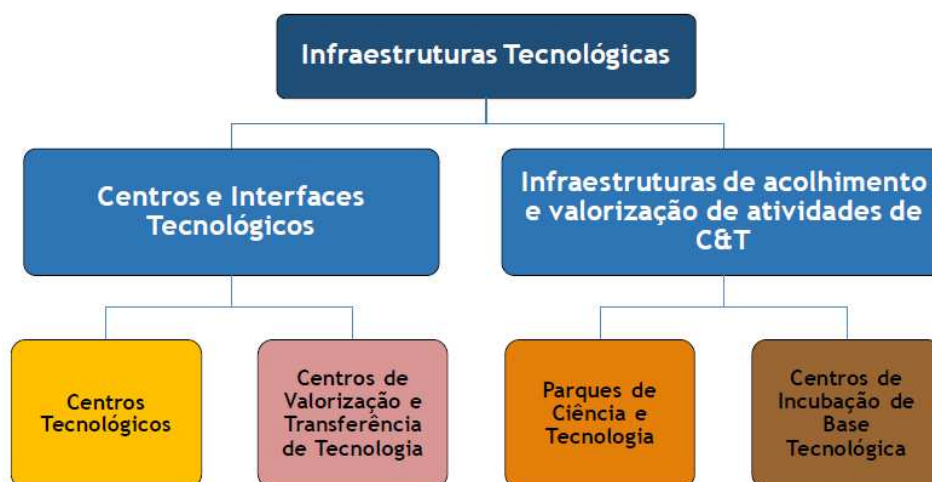 Infraestruturas Tecnológicas
Centros e Interfaces
Tecnológicos
Infraestruturas de acolhimento
e valorização de atividades de
C&T
Centros
Tecnológicos
Centros de
Valorização e
Transferência
de Tecnologia
Parques de
Ciência e
Tecnologia
Centros de
Incubação de
Base
Tecnológica